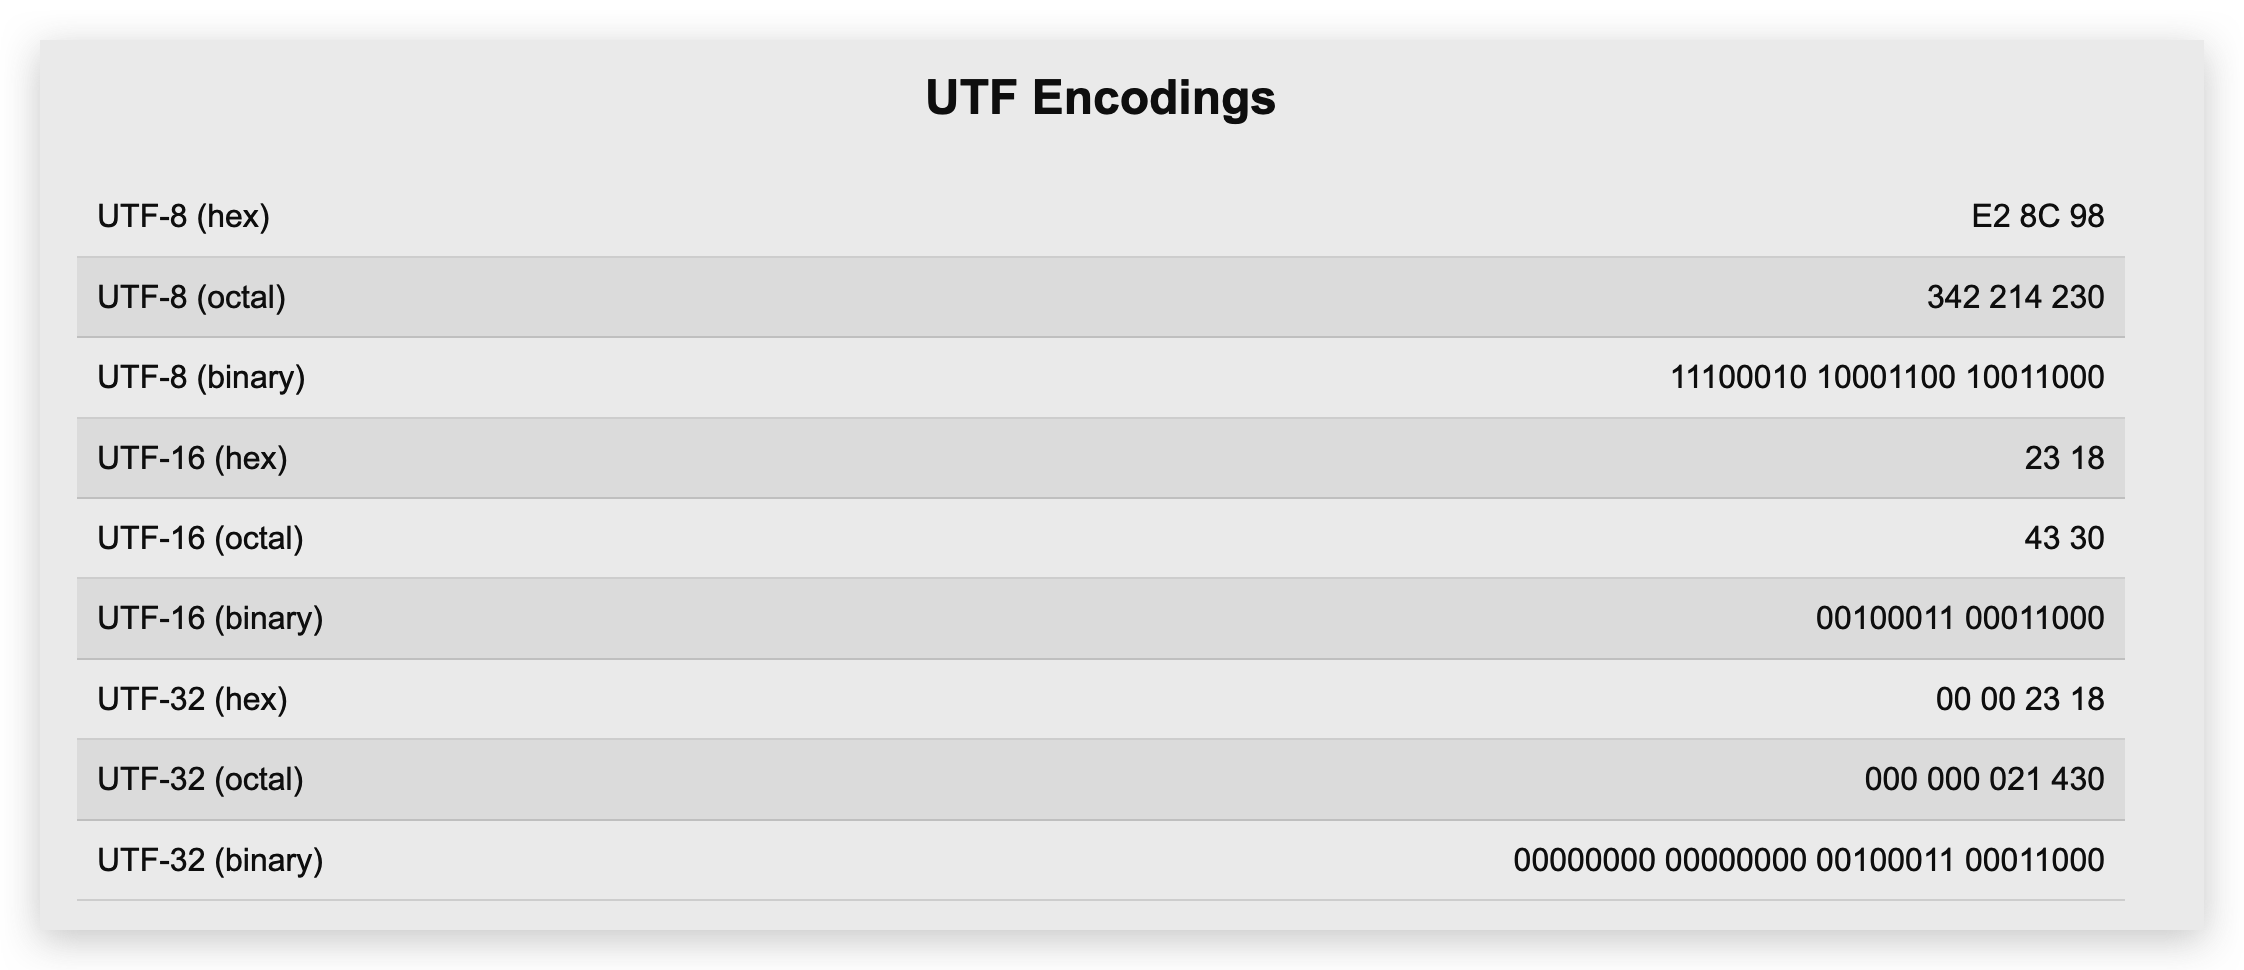 UTF Encodings
UTF-8 (hex) E2 8C 98
UTF-8 (octal) 342 214 230
UTF-8 (binary) 11100010 10001100 10011000
UTF-16 (hex) 23 18
UTF-16 (octal) 43 30
UTF-16 (binary) 00100011 00011000
UTF-32 (hex) 00 00 23 18
UTF-32 (octal) 000 000 021 430
UTF-32 (binary) 00000000 00000000 00100011 00011000